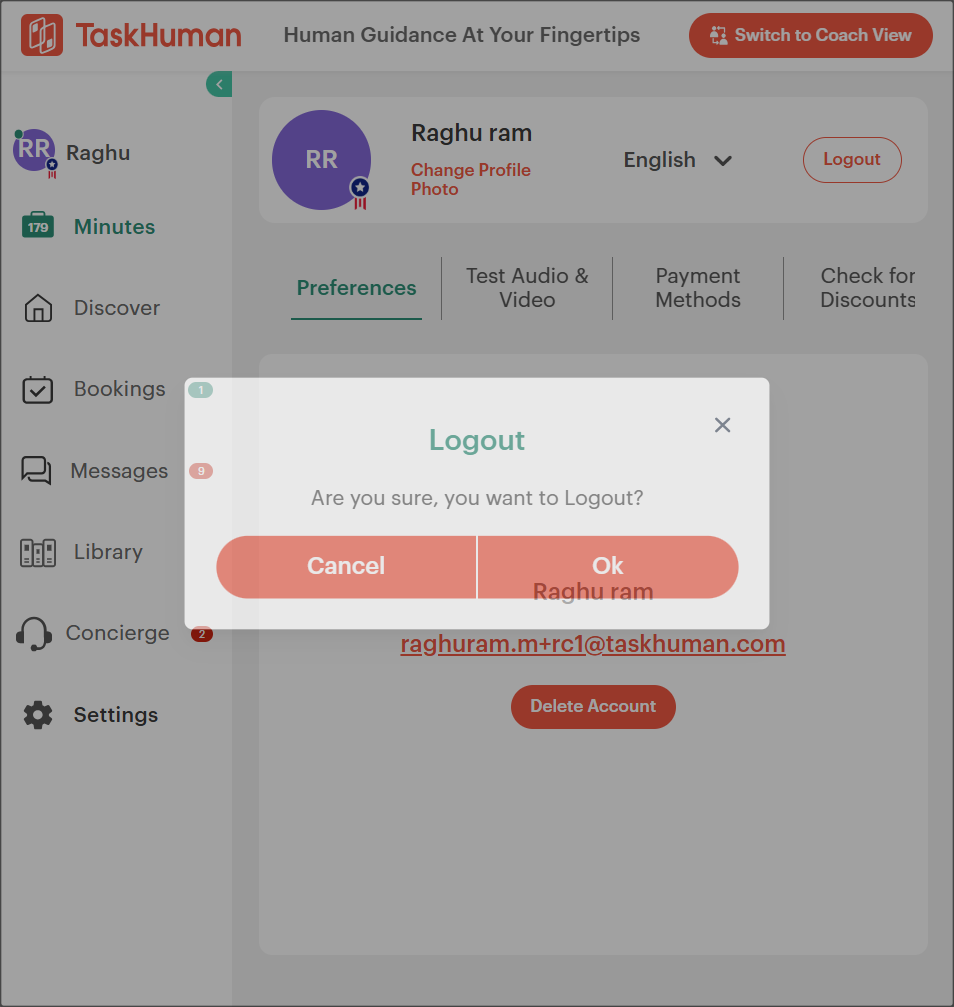 TaskHuman
Human Guidance At Your Fingertips
Switch to Coach View
RR
Raghu
179
Minutes
Discover
Bookings
1
Messages
9
Library
Concierge
2
Settings
RR
Raghu ram
Change Profile
Photo
English
Logout
Preferences
Test Audio &
Video
Payment
Methods
Check for
Discounts
Logout
Are you sure, you want to Logout?
Cancel
Ok
Raghu ram
raghuram.m+rc1@taskhuman.com
Delete Account